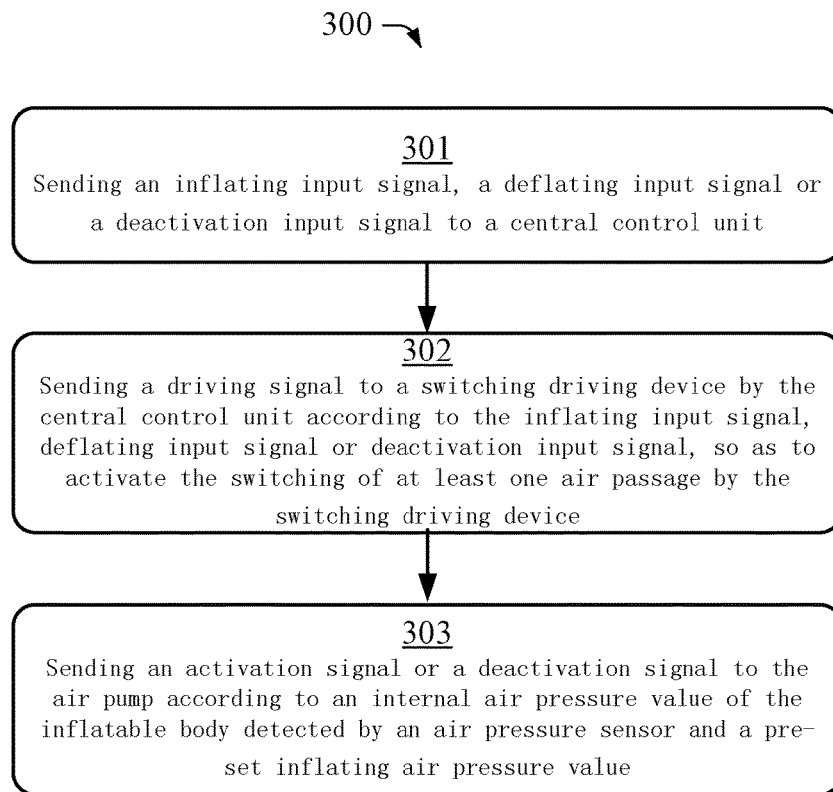 300
301
Sending an inflating input signal, a deflating input signal or
a deactivation input signal to a central control unit
302
Sending a driving signal to a switching driving device by the
central control unit according to the inflating input signal,
deflating input signal or deactivation input signal, so as to
activate the switching of at least one air passage by the
switching driving device
303
Sending an activation signal or a deactivation signal to the
air pump according to an internal air pressure value of the
inflatable body detected by an air pressure sensor and a pre-
set inflating air pressure value